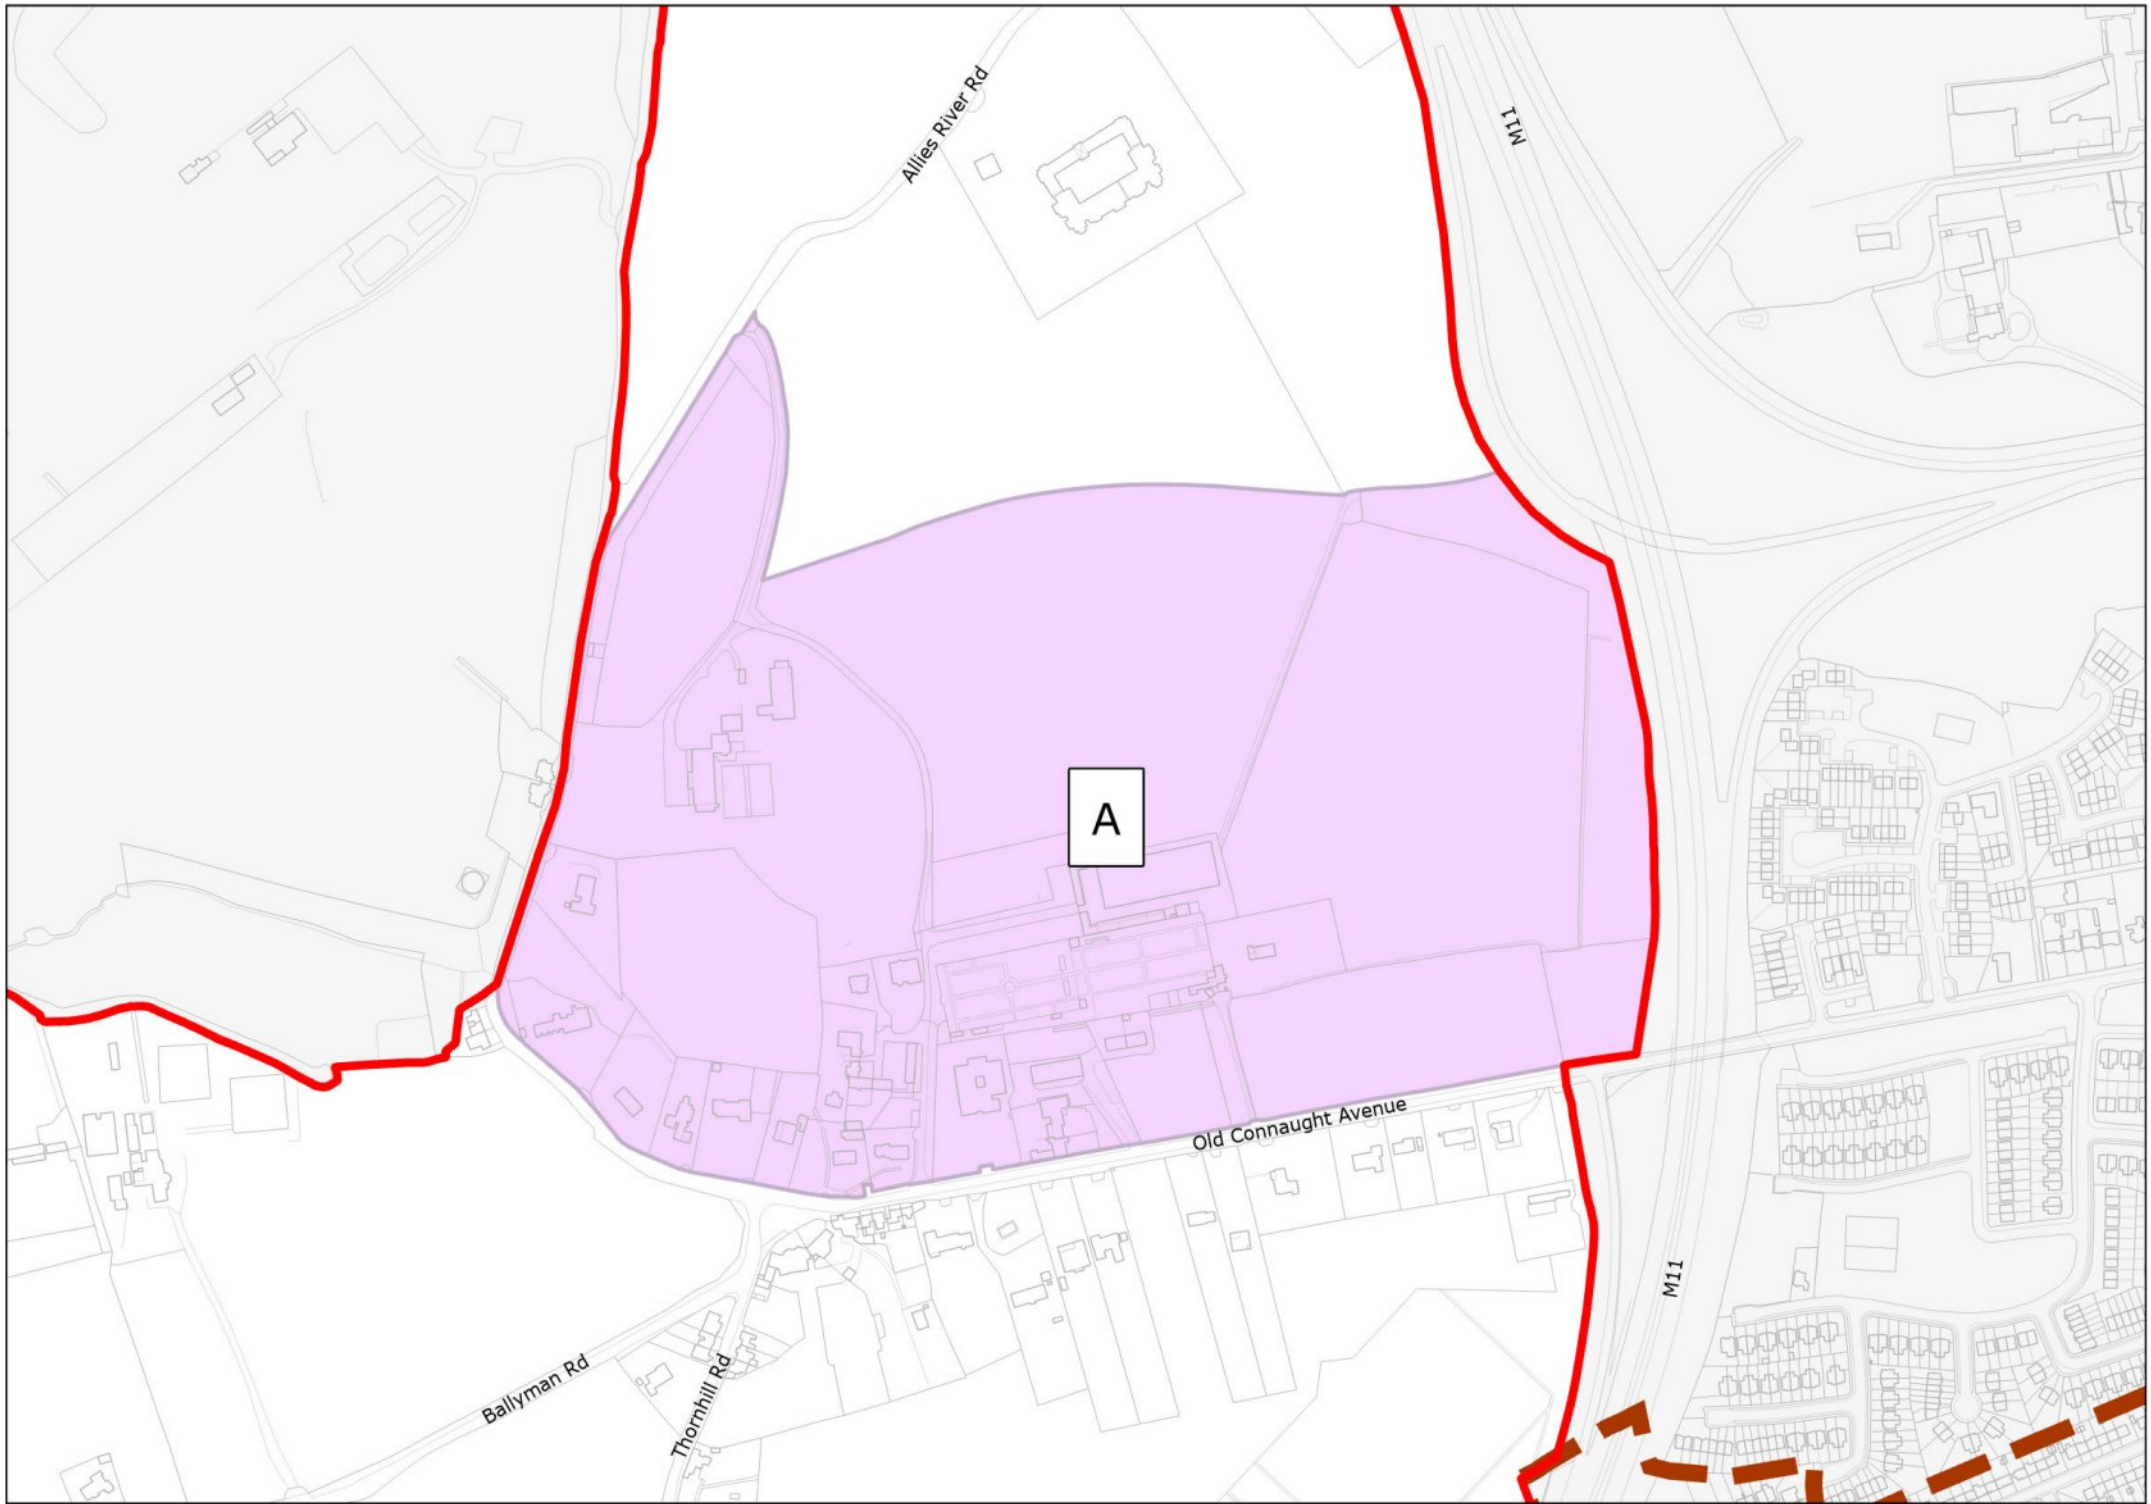 Allies River Rd
M11
A
Old Connaught Avenue
M11
Ballyman Rd
Thornhill Rd